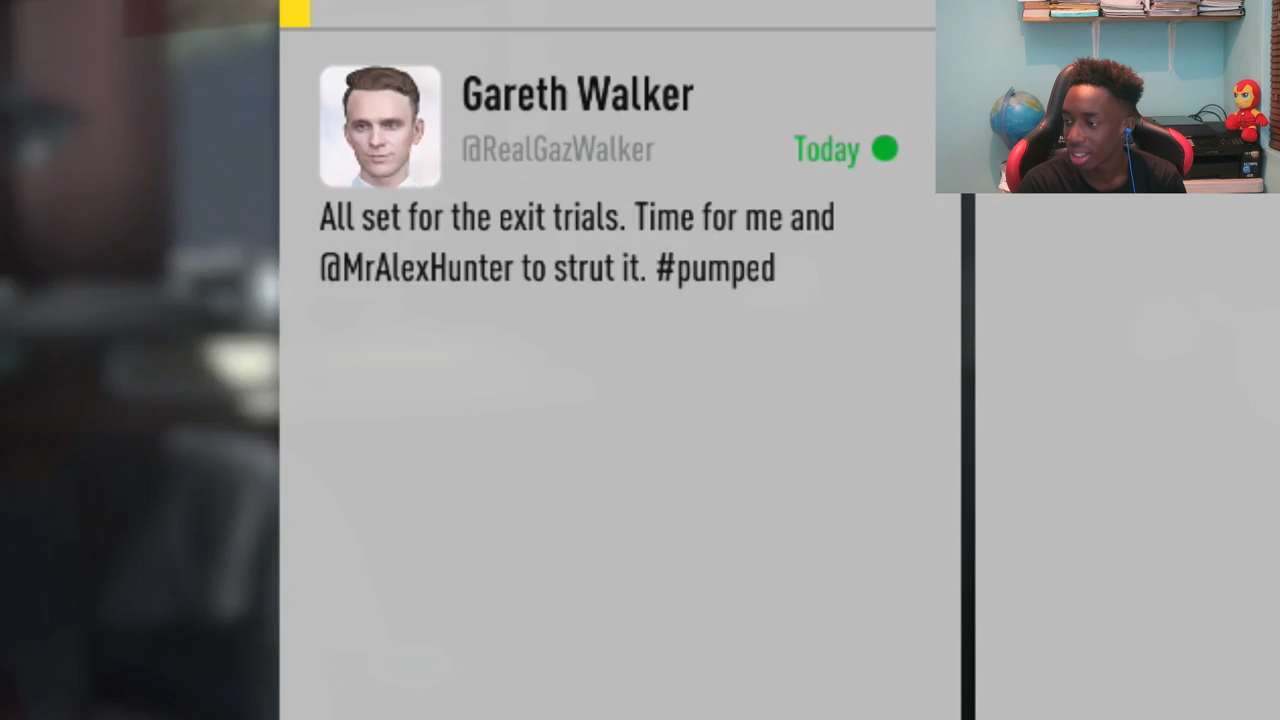 Gareth Walker
@RealGazWalker
Today
All set for the exit trials. Time for me and
@MrAlexHunter to strut it. #pumped